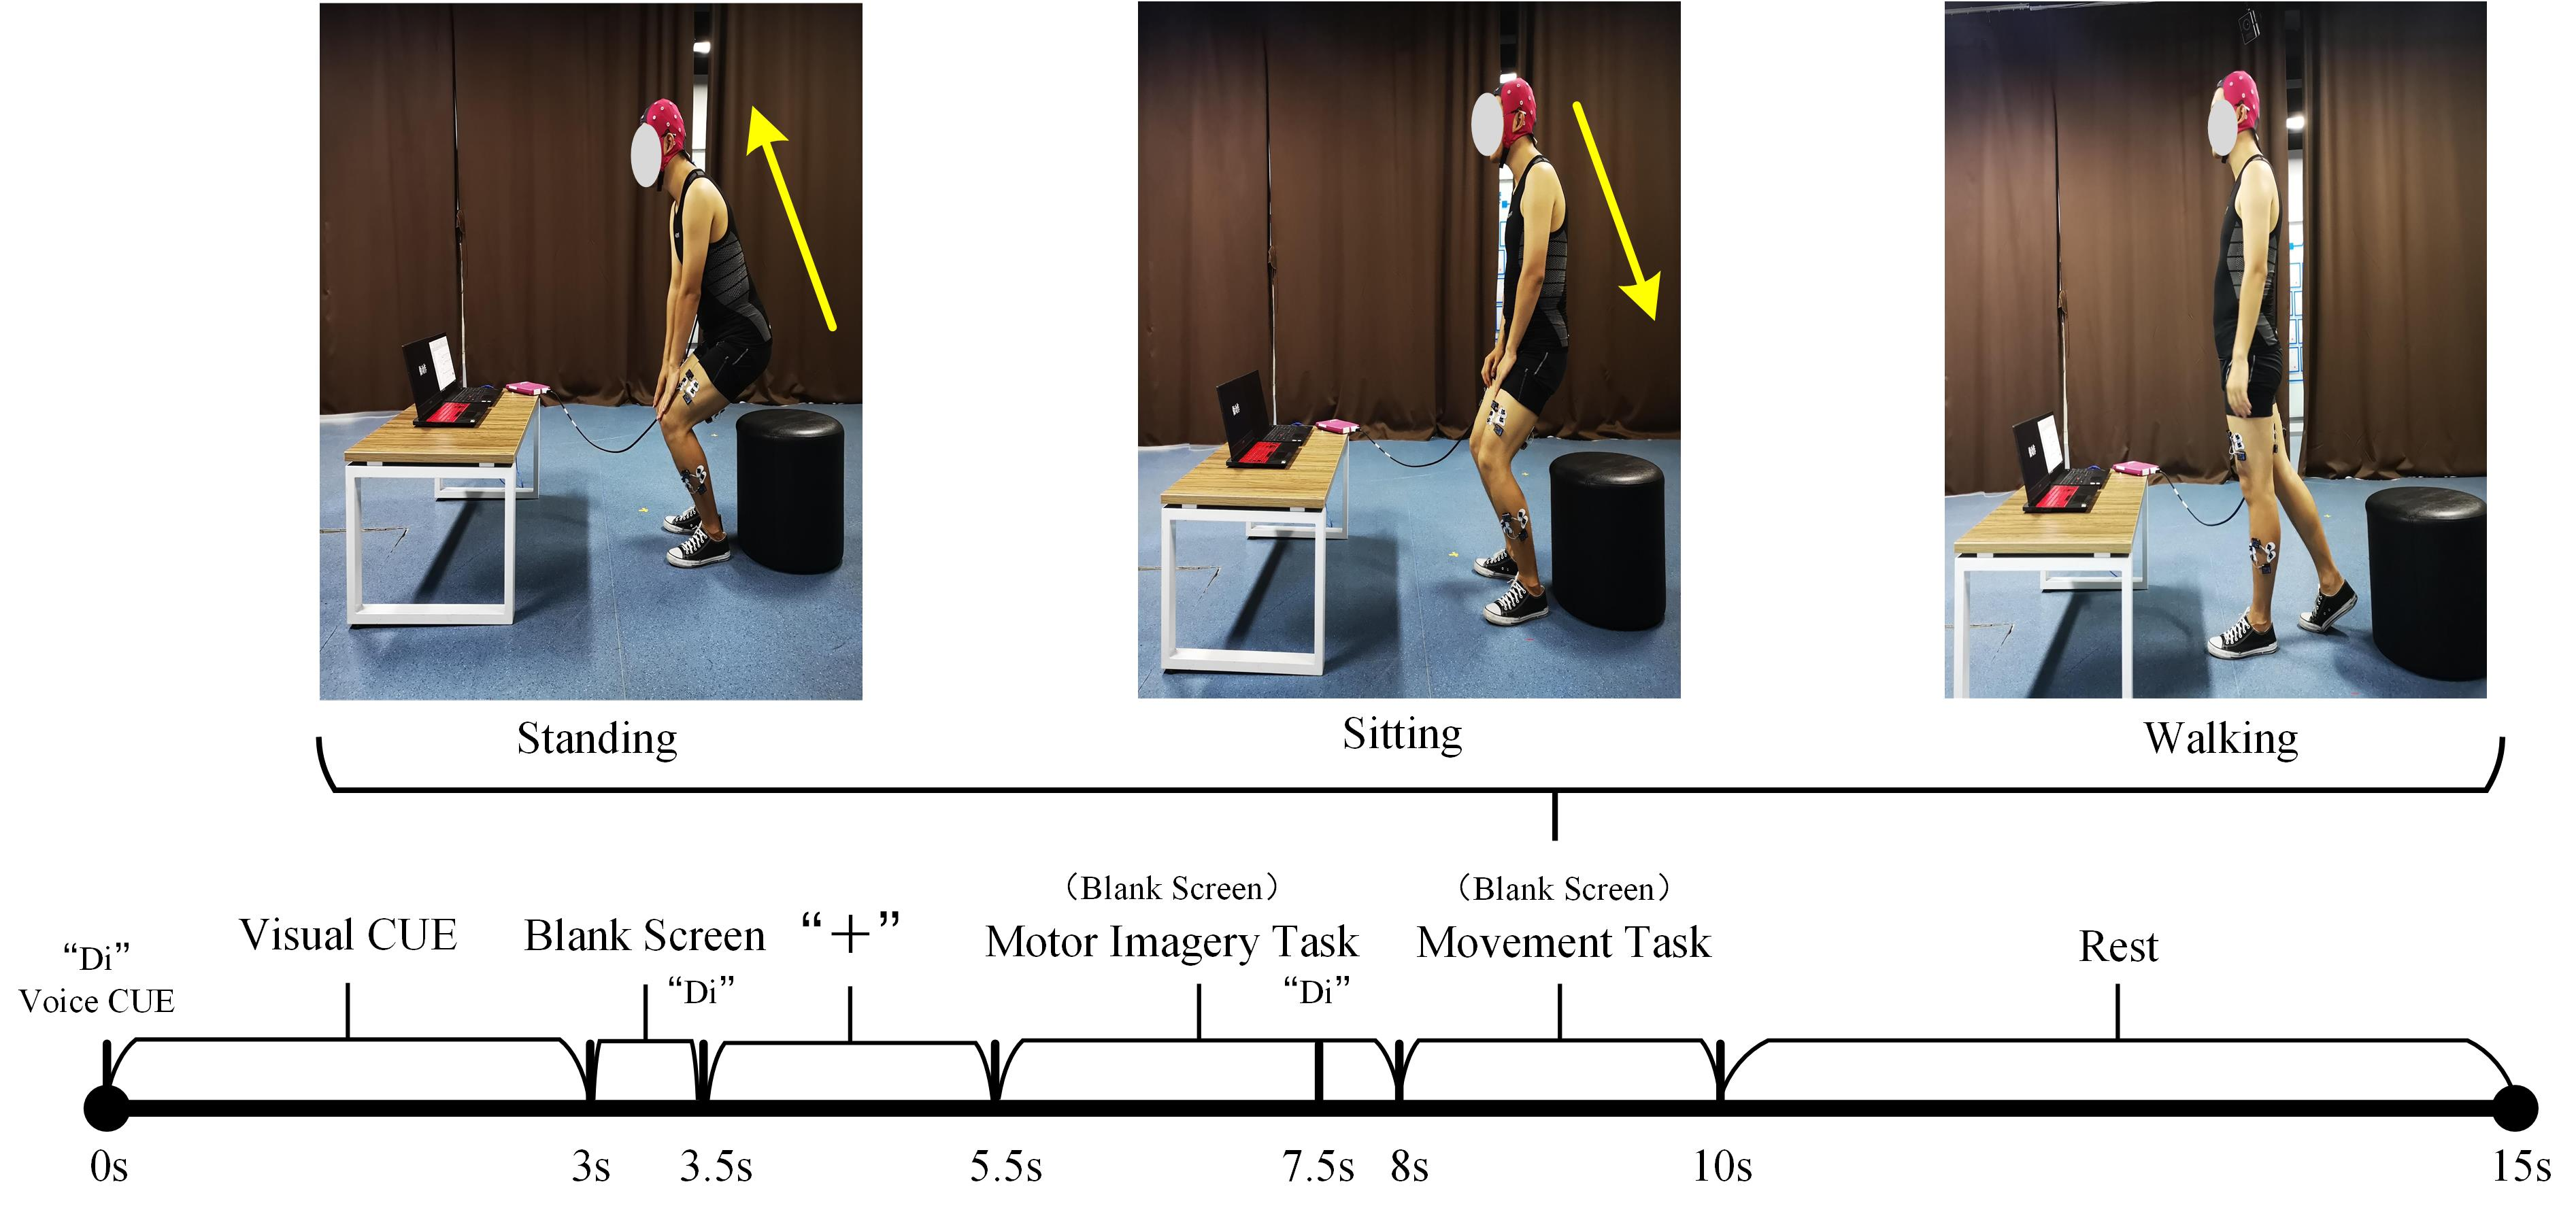 Standing
Sitting
Walking
（Blank Screen）
（Blank Screen）
“Di”
Voice CUE
Visual CUE
Blank Screen
“Di”
“+”
Motor Imagery Task
“Di”
Movement Task
Rest
0s
3s
3.5s
5.5s
7.5s
8s
10s
15s